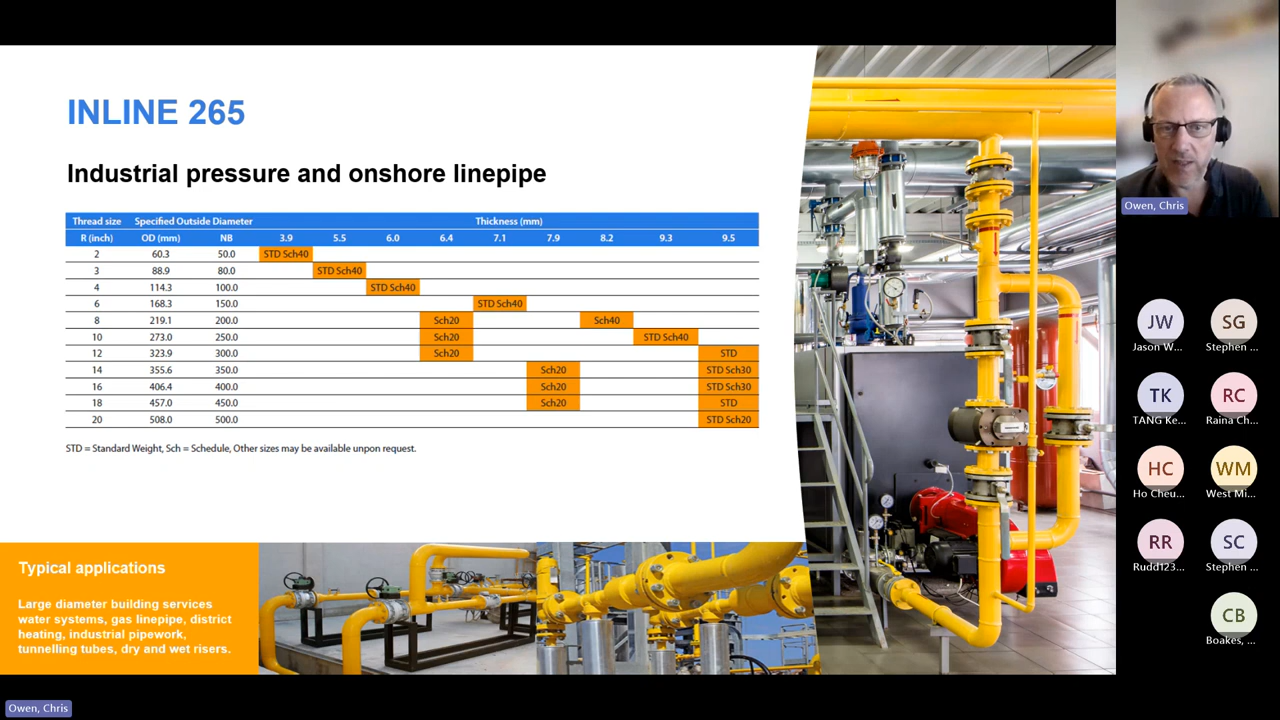 INLINE 265
Industrial pressure and onshore linepipe
Thread size Specified Outside Diameter Thickness (mm)
R (inch) OD (mm) NB 3.9 5.5 6.0 6.4 7.1 7.9 8.2 9.3 9.5
2 60.3 50.0 STD Sch40
3 88.9 80.0 STD Sch40
4 114.3 100.0 STD Sch40
6 168.3 150.0 STD Sch40
8 219.1 200.0 Sch20 Sch40
10 273.0 250.0 Sch20 STD Sch40
12 323.9 300.0 Sch20 STD
14 355.6 350.0 Sch20 STD Sch30
16 406.4 400.0 Sch20 STD Sch30
18 457.0 450.0 Sch20 STD
20 508.0 500.0 STD Sch20
STD = Standard Weight, Sch = Schedule, Other sizes may be available unpon request.
Typical applications
Large diameter building services
water systems, gas linepipe, district
heating, industrial pipework,
tunnelling tubes, dry and wet risers.
Owen, Chris
Owen, Chris
JW SG
Jason W... Stephen ...
TK RC
TANG Ke... Raina Ch...
HC WM
Ho Cheu... West Mi...
RR SC
Rudd123... Stephen ...
CB
Boakes, ...